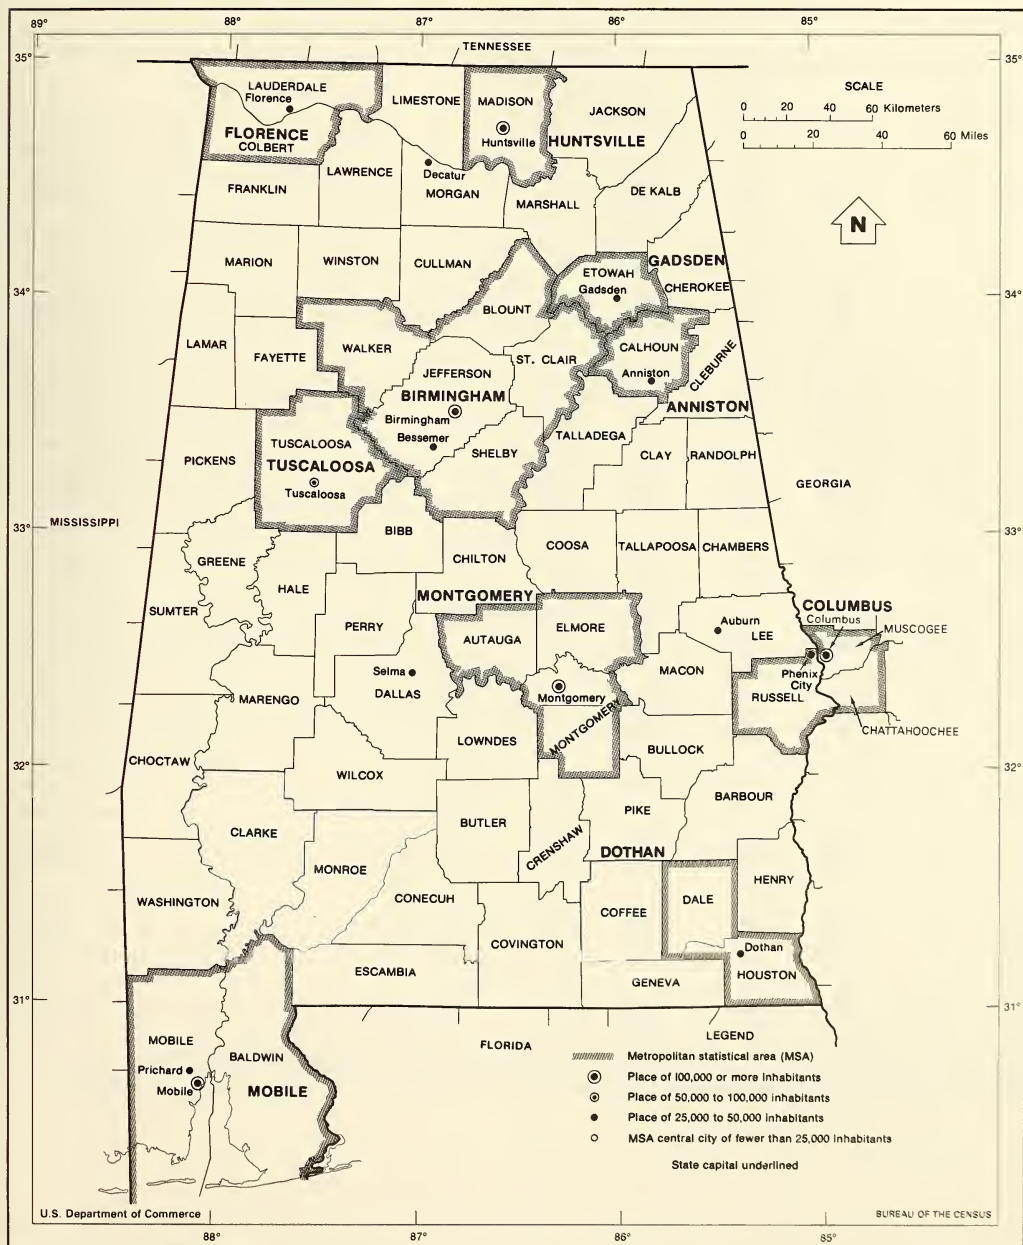 89°
88°
87°
86°
85°
TENNESSEE
35°
35°
LAUDERDALE
Florence
FLORENCE
COLBERT
LIMESTONE
MADISON
Huntsville
HUNTSVILLE
JACKSON
SCALE
0 20 40 60 Kilometers
0 20 40 60 Miles
FRANKLIN
LAWRENCE
Decatur
MORGAN
MARSHALL
DE KALB
N
MARION
WINSTON
CULLMAN
BLOUNT
ETOWAH
Gadsden
GADSDEN
CHEROKEE
34°
34°
LAMAR
FAYETTE
WALKER
JEFFERSON
BIRMINGHAM
Birmingham
Bessemer
ST. CLAIR
CALHOUN
Anniston
CLEBURNE
ANNISTON
PICKENS
TUSCALOOSA
TUSCALOOSA
Tuscaloosa
SHELBY
TALLADEGA
CLAY
RANDOLPH
GEORGIA
MISSISSIPPI
33°
33°
GREENE
HALE
BIBB
CHILTON
COOSA
TALLAPOOSA
CHAMBERS
SUMTER
PERRY
MONTGOMERY
AUTAUGA
ELMORE
Auburn
LEE
COLUMBUS
Columbus
MUSCOGEE
Selma
DALLAS
MARENGO
Montgomery
MONTGOMERY
MACON
Phenix
City
RUSSELL
CHATTAHOOCHEE
LOWNDES
BULLOCK
32°
32°
CHOCTAW
WILCOX
CLARKE
BUTLER
CRENSHAW
PIKE
BARBOUR
MONROE
DOTHAN
WASHINGTON
CONECUH
COFFEE
DALE
HENRY
COVINGTON
Dothan
HOUSTON
ESCAMBIA
GENEVA
31°
31°
MOBILE
Prichard
Mobile
BALDWIN
MOBILE
FLORIDA
LEGEND
Metropolitan statistical area (MSA)
Place of 100,000 or more inhabitants
Place of 50,000 to 100,000 inhabitants
Place of 25,000 to 50,000 inhabitants
MSA central city of fewer than 25,000 inhabitants
State capital underlined
U.S. Department of Commerce
BUREAU OF THE CENSUS
88°
87°
86°
85°